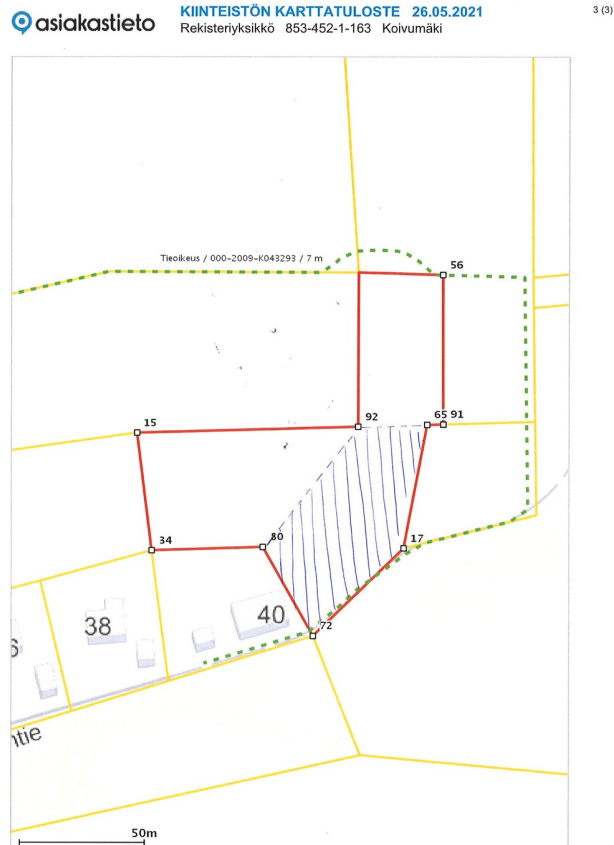 asiakastieto
KIINTEISTÖN KARTTATULOSTE 26.05.2021
Rekisteriyksikkö 853-452-1-163 Koivumäki
3 (3)
Tieoikeus / 000-2009-K043293 / 7 m
56
15
92
65 91
34
80
17
38
40
72
50m